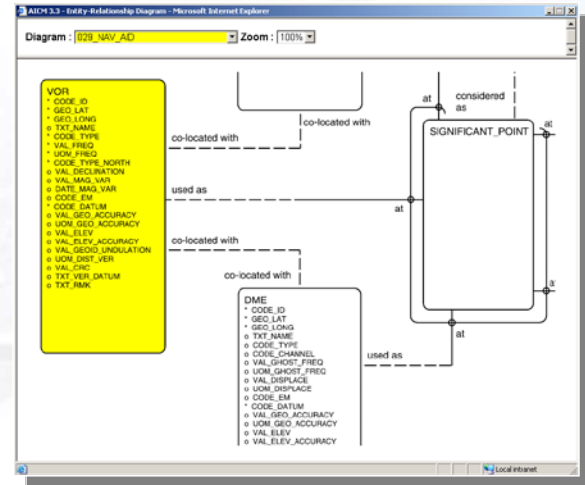 AICM 3.3 - Entity-Relationship Diagram - Microsoft Internet Explorer
Diagram : 029_NAV_AID Zoom : 100%
VOR
* CODE_ID
* GEO_LAT
* GEO_LONG
o TXT_NAME
* CODE_TYPE
* VAL_FREQ
* UOM_FREQ
* CODE_TYPE_NORTH
o VAL_DECLINATION
o VAL_MAG_VAR
o DATE_MAG_VAR
o CODE_EM
* CODE_DATUM
o VAL_GEO_ACCURACY
o UOM_GEO_ACCURACY
o VAL_ELEV
o VAL_ELEV_ACCURACY
o VAL_GEOID_UNDULATION
o UOM_DIST_VER
o VAL_CRC
o TXT_VER_DATUM
o TXT_RMK
co-located with
co-located with
used as
co-located with
co-located with
at
considered
as
SIGNIFICANT_POINT
at
at
at
DME
* CODE_ID
* GEO_LAT
* GEO_LONG
o TXT_NAME
o CODE_TYPE
o CODE_CHANNEL
o VAL_GHOST_FREQ
o UOM_GHOST_FREQ
o VAL_DISPLACE
o UOM_DISPLACE
o CODE_EM
* CODE_DATUM
o VAL_GEO_ACCURACY
o UOM_GEO_ACCURACY
o VAL_ELEV
o VAL_ELEV_ACCURACY
used as
Local intranet